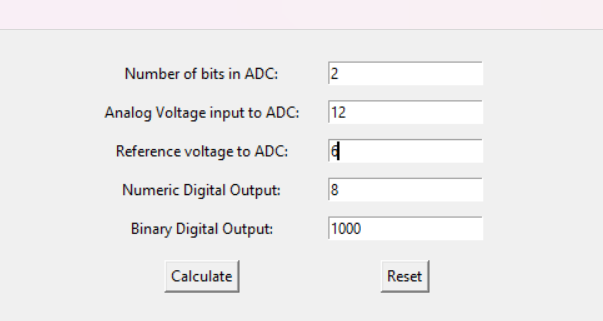 Number of bits in ADC: 2
Analog Voltage input to ADC: 12
Reference voltage to ADC: 6
Numeric Digital Output: 8
Binary Digital Output: 1000
Calculate Reset